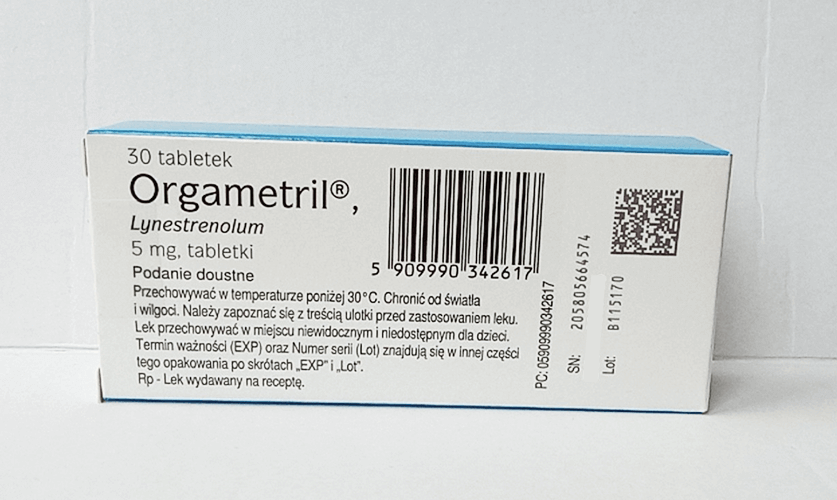 30 tabletek
Orgametril®,
Lynestrenolum
5 mg, tabletki
Podanie doustne
Przechowywać w temperaturze poniżej 30°C. Chronić od światła
i wilgoci. Należy zapoznać się z treścią ulotki przed zastosowaniem leku.
Lek przechowywać w miejscu niewidocznym i niedostępnym dla dzieci.
Termin ważności (EXP) oraz Numer serii (Lot) znajdują się w innej części
tego opakowania po skrótach „EXP" i „Lot".
Rp - Lek wydawany na receptę.
5 909990 342617
PC: 05909990342617
SN: 205805664574
Lot: B115170